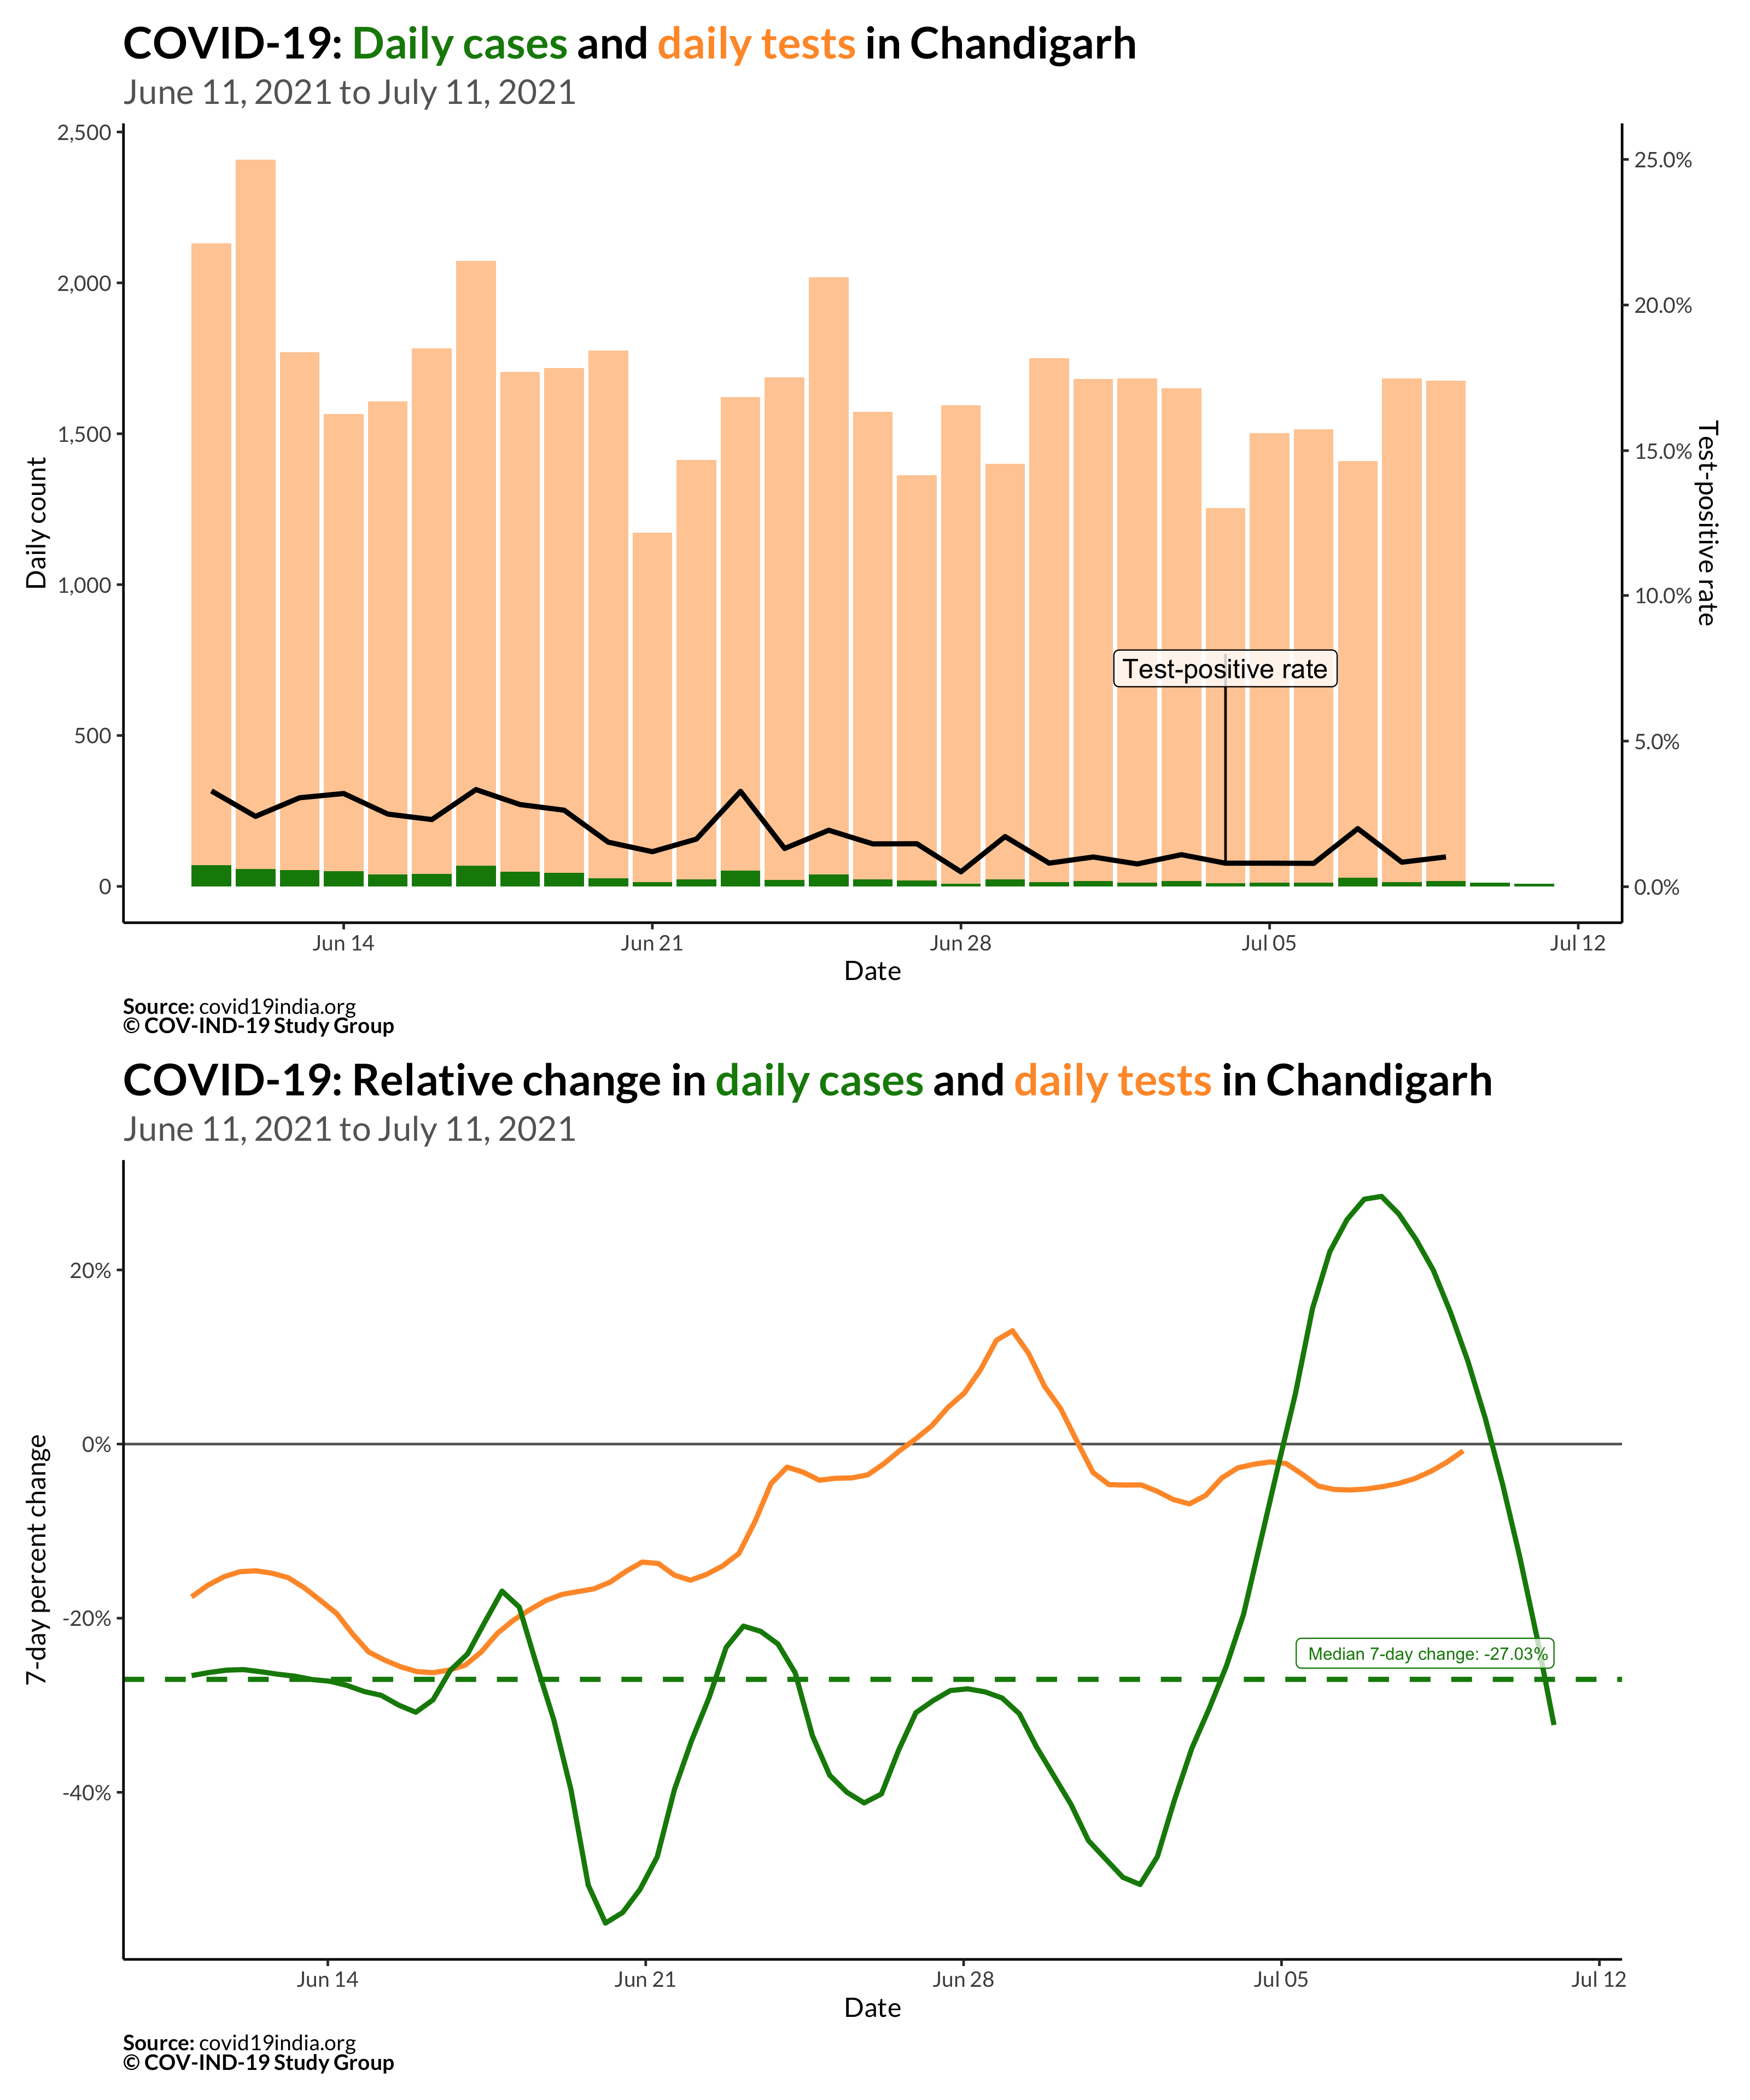 COVID-19: Daily cases and daily tests in Chandigarh
June 11, 2021 to July 11, 2021
2,500
2,000
1,500
1,000
500
0
Daily count
25.0%
20.0%
15.0%
10.0%
5.0%
0.0%
Test-positive rate
Test-positive rate
Jun 14
Jun 21
Jun 28
Jul 05
Jul 12
Date
Source: covid19india.org
© COV-IND-19 Study Group
COVID-19: Relative change in daily cases and daily tests in Chandigarh
June 11, 2021 to July 11, 2021
20%
0%
-20%
-40%
7-day percent change
Median 7-day change: -27.03%
Jun 14
Jun 21
Jun 28
Jul 05
Jul 12
Date
Source: covid19india.org
© COV-IND-19 Study Group